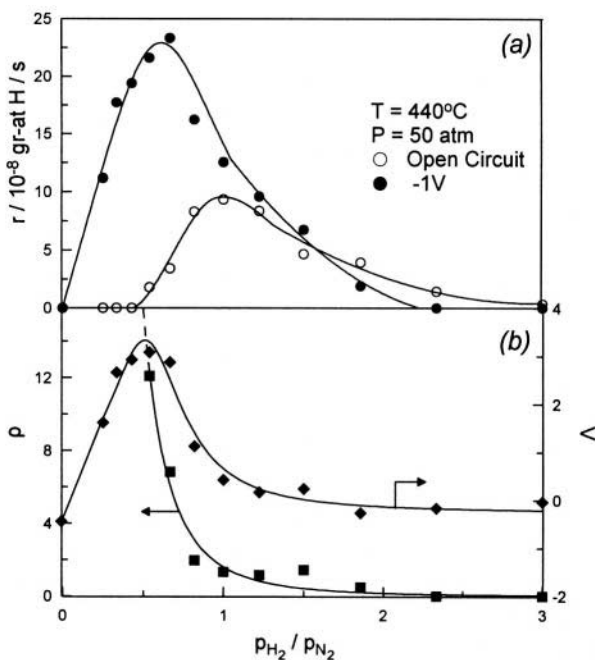 (a)
25
20
15
10
5
0
r / 10⁻⁸ gr-at H / s
T = 440°C
P = 50 atm
○ Open Circuit
● -1V
(b)
12
8
4
0
ρ
4
2
0
-2
Λ
0
1
2
3
p_H₂ / p_N₂